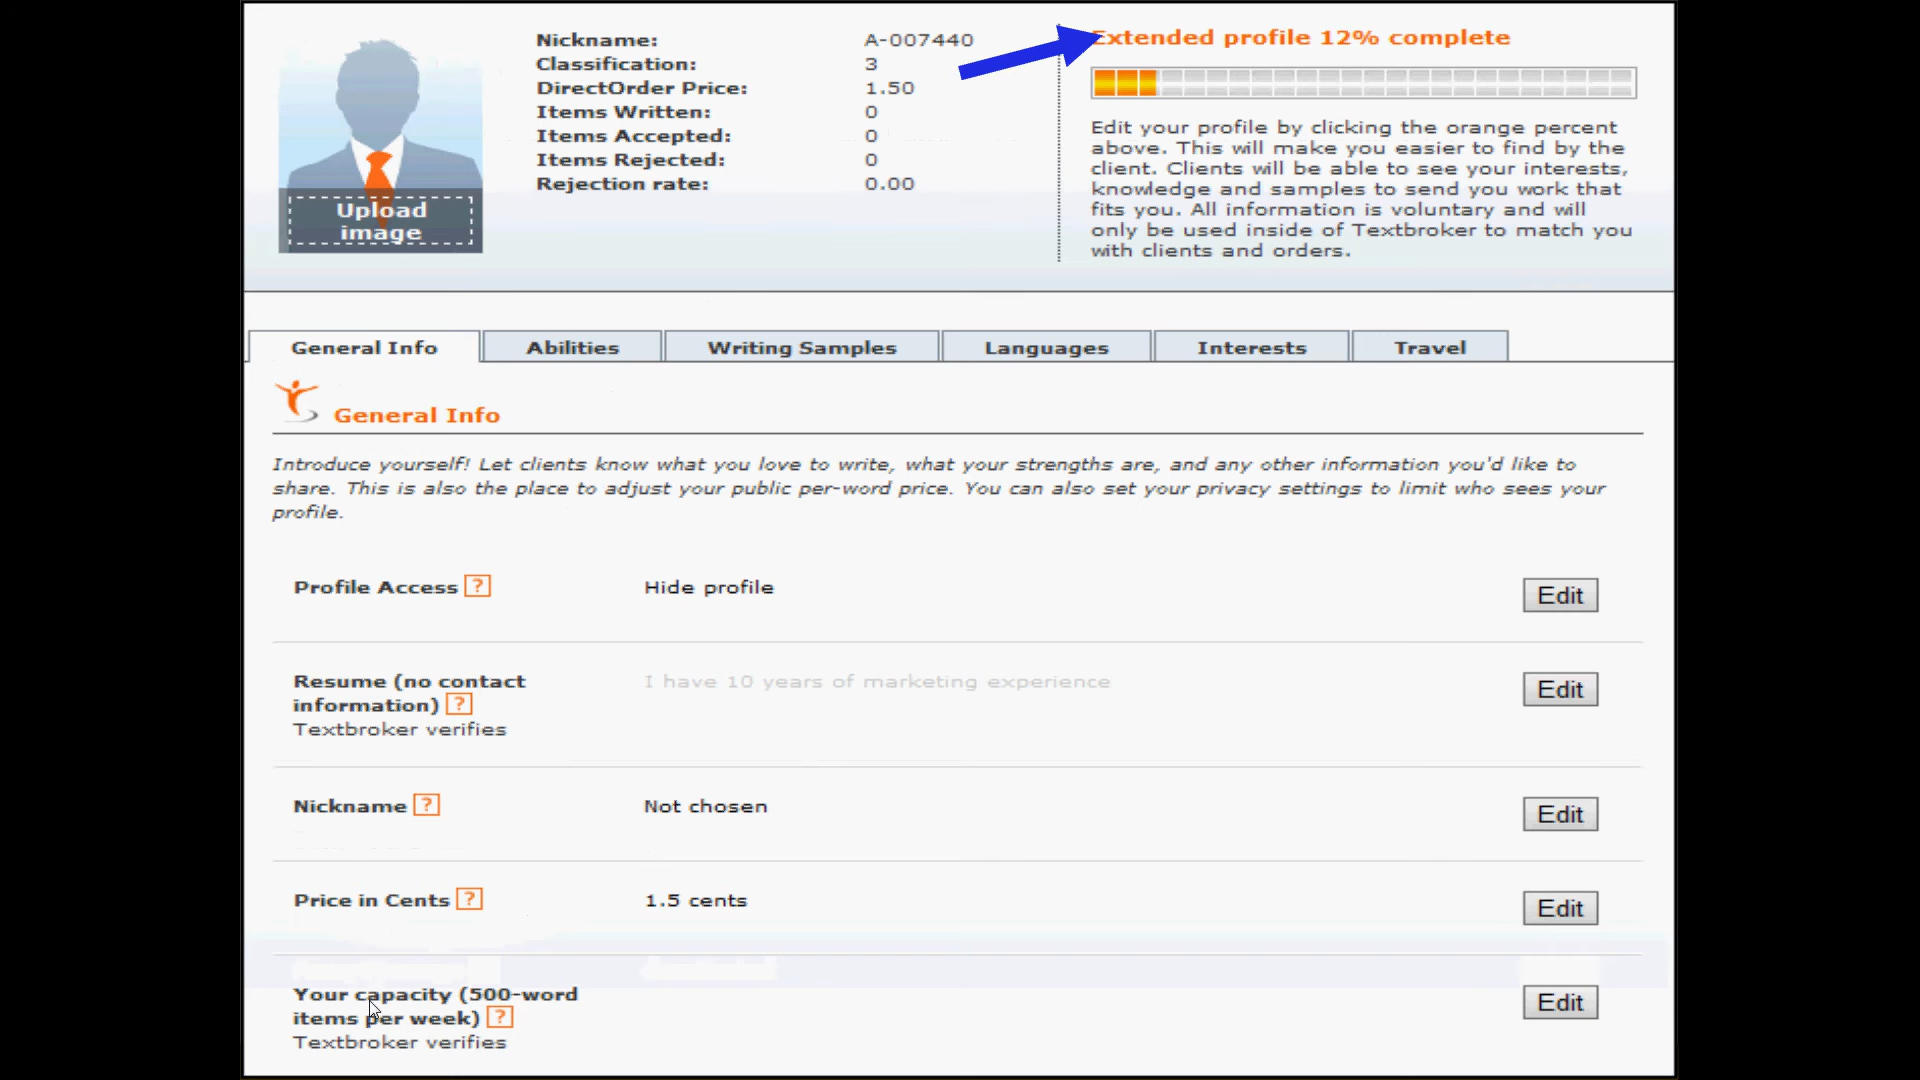 Nickname: A-007440
Classification: 3
DirectOrder Price: 1.50
Items Written: 0
Items Accepted: 0
Items Rejected: 0
Rejection rate: 0.00
Upload
image
Extended profile 12% complete
Edit your profile by clicking the orange percent
above. This will make you easier to find by the
client. Clients will be able to see your interests,
knowledge and samples to send you work that
fits you. All information is voluntary and will
only be used inside of Textbroker to match you
with clients and orders.
General Info Abilities Writing Samples Languages Interests Travel
General Info
Introduce yourself! Let clients know what you love to write, what your strengths are, and any other information you'd like to
share. This is also the place to adjust your public per-word price. You can also set your privacy settings to limit who sees your
profile.
Profile Access ? Hide profile Edit
Resume (no contact I have 10 years of marketing experience Edit
information) ?
Textbroker verifies
Nickname ? Not chosen Edit
Price in Cents ? 1.5 cents Edit
Your capacity (500-word Edit
items per week) ?
Textbroker verifies